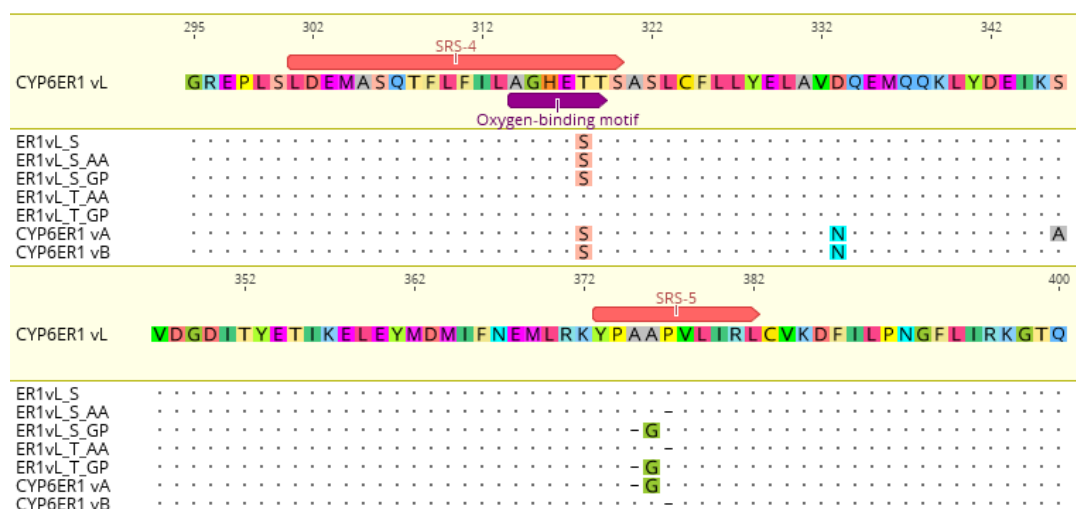 295 302 312 322 332 342
SRS-4
CYP6ER1 vL GREPLSLDEMASQTFLFILAGHETTSASLCFLLYELAVDQEMQQKLYDEIKS
Oxygen-binding motif
ER1vL_S S
ER1vL_S_AA S
ER1vL_S_GP S
ER1vL_T_AA
ER1vL_T_GP
CYP6ER1 vA S N A
CYP6ER1 vB S N
352 362 372 382 400
SRS-5
CYP6ER1 vL VDGDITYETIKELEYMDMIFNEMLRKYPAAPVLIRLCVKDFILPNGFLIRKGTQ
ER1vL_S
ER1vL_S_AA -
ER1vL_S_GP -G
ER1vL_T_AA -
ER1vL_T_GP -G
CYP6ER1 vA -G
CYP6ER1 vB -